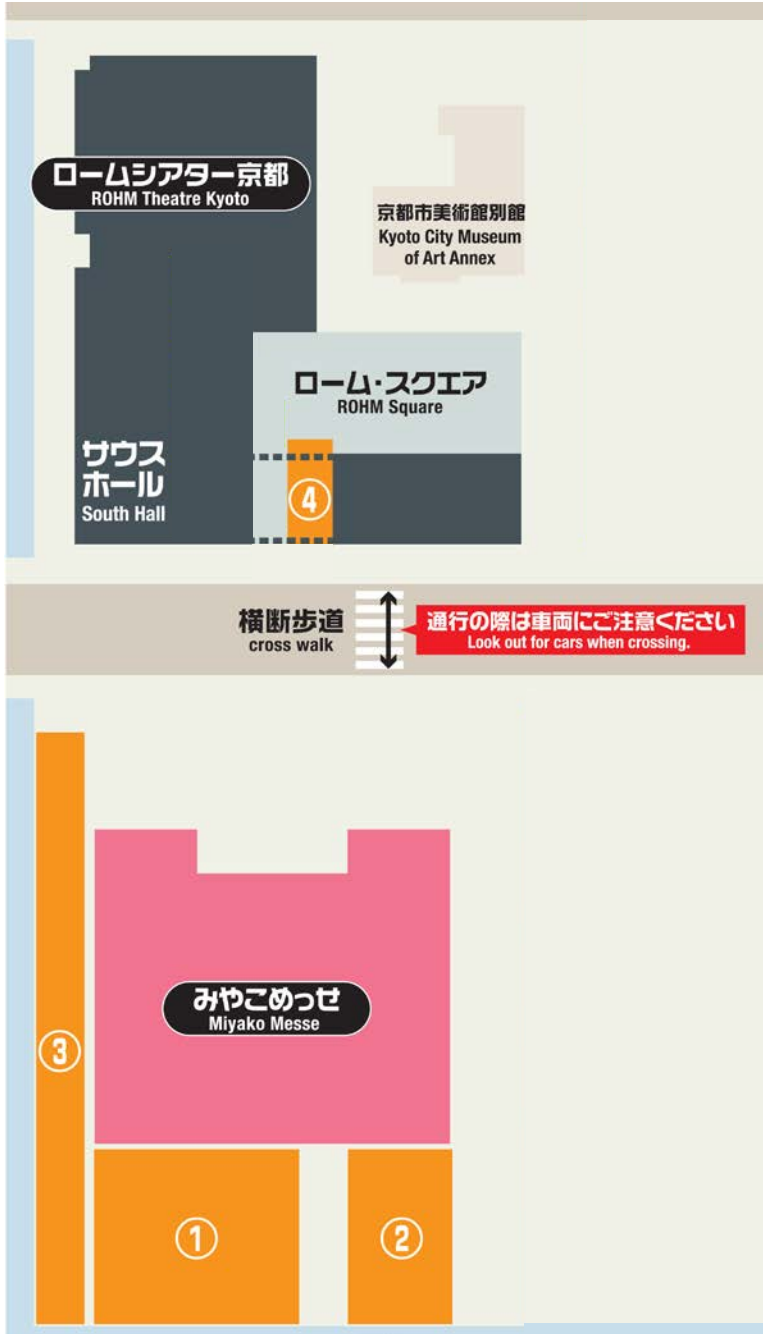 ロームシアター京都
ROHM Theatre Kyoto
京都市美術館別館
Kyoto City Museum
of Art Annex
ローム・スクエア
ROHM Square
サウス
ホール
South Hall
④
横断歩道
cross walk
通行の際は車両にご注意ください
Look out for cars when crossing.
みやこめっせ
Miyako Messe
③
①
②